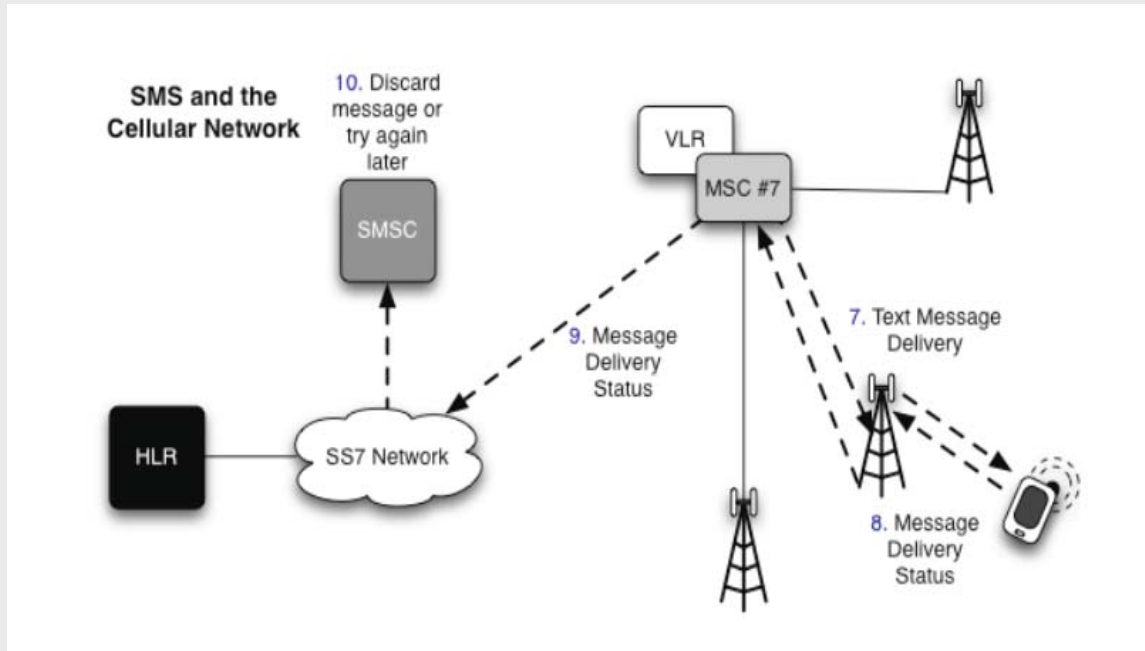 SMS and the
Cellular Network
10. Discard
message or
try again
later
SMSC
VLR
MSC #7
9. Message
Delivery
Status
7. Text Message
Delivery
HLR
SS7 Network
8. Message
Delivery
Status